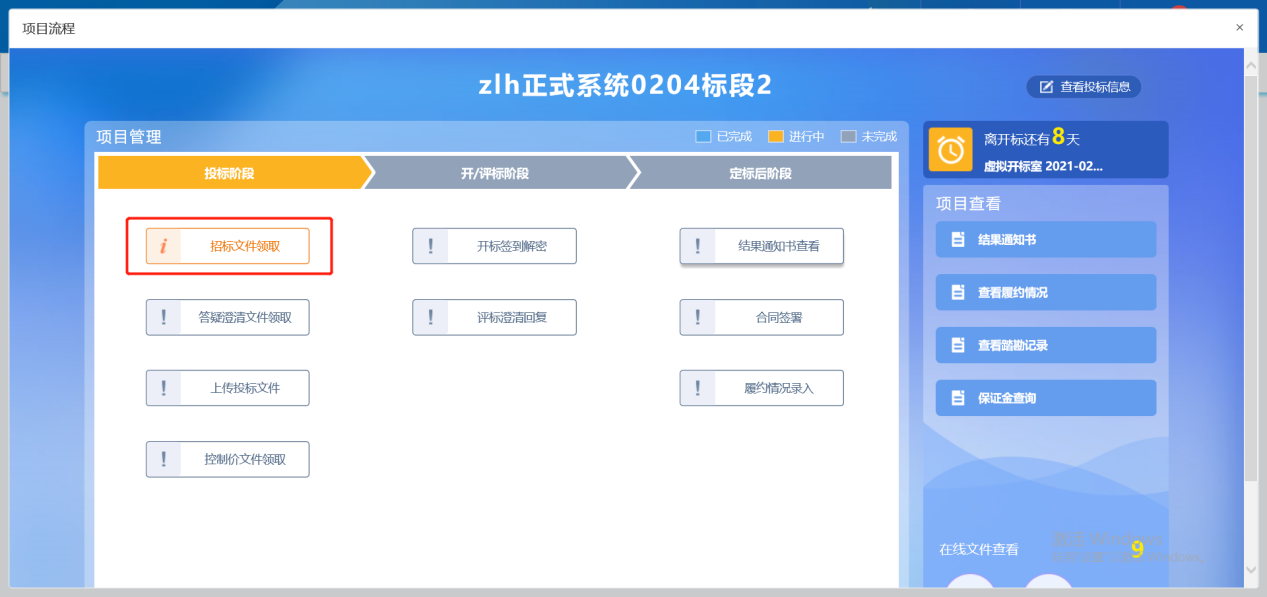 项目流程
×
zlh正式系统0204标段2
查看投标信息
项目管理
已完成
进行中
未完成
离开标还有8天
虚拟开标室 2021-02...
投标阶段
开/评标阶段
定标后阶段
项目查看
招标文件领取
开标签到解密
结果通知书查看
结果通知书
查看履约情况
答疑澄清文件领取
评标澄清回复
合同签署
查看踏勘记录
上传投标文件
履约情况录入
保证金查询
控制价文件领取
在线文件查看
9
激活 Windows